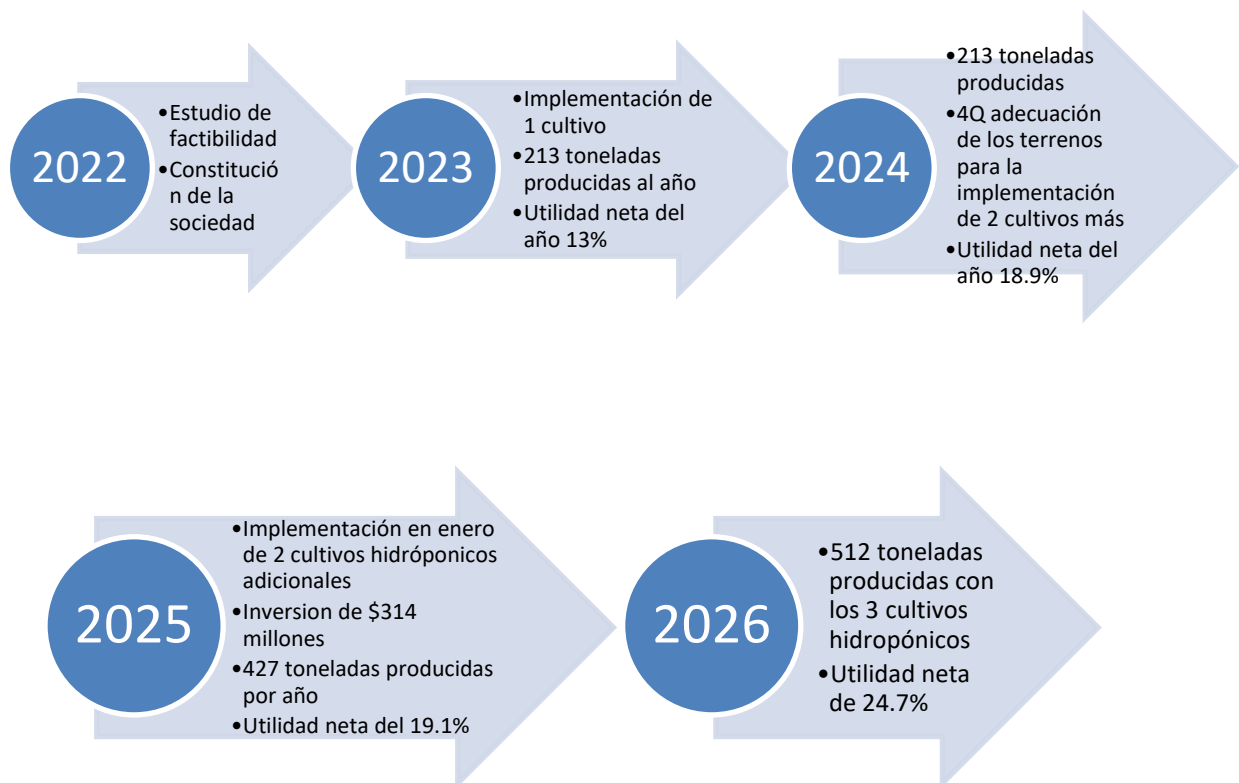 2022
•Estudio de
factibilidad
•Constitució
n de la
sociedad
2023
•Implementación de
1 cultivo
•213 toneladas
producidas al año
•Utilidad neta del
año 13%
2024
•213 toneladas
producidas
•4Q adecuación
de los terrenos
para la
implementación
de 2 cultivos más
•Utilidad neta del
año 18.9%
2025
•Implementación en enero
de 2 cultivos hidróponicos
adicionales
•Inversion de $314
millones
•427 toneladas producidas
por año
•Utilidad neta del 19.1%
2026
•512 toneladas
producidas con
los 3 cultivos
hidropónicos
•Utilidad neta
de 24.7%